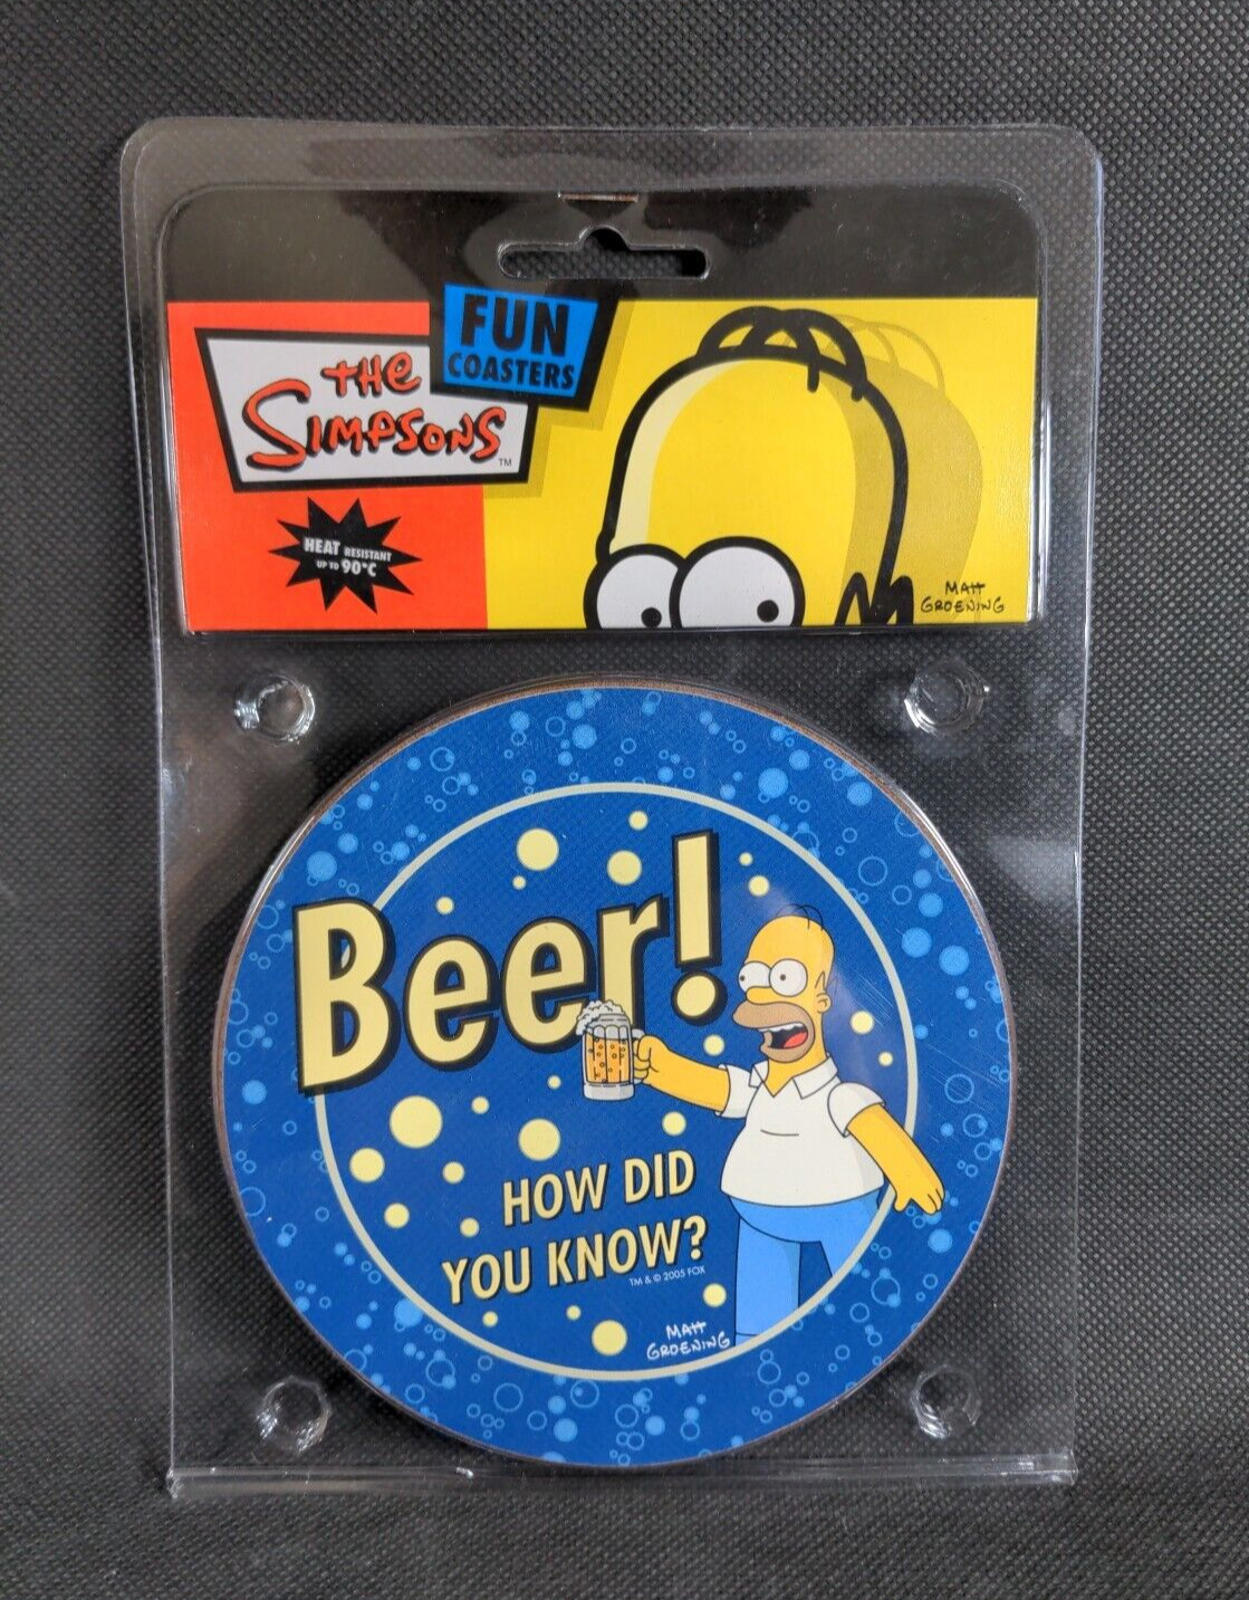 FUN
COASTERS
THE
SIMPSONS
TM
HEAT RESISTANT
UP TO 90°C
MATT
GROENING
Beer!
HOW DID
YOU KNOW?
TM & © 2005 FOX
MATT
GROENING